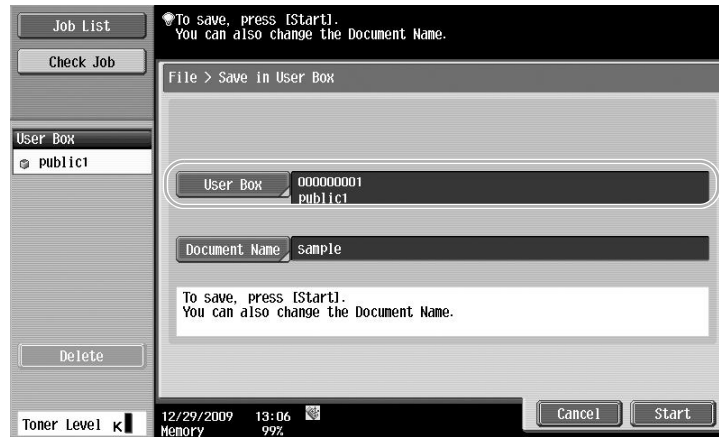 Job List
Check Job
To save, press [Start].
You can also change the Document Name.
File > Save in User Box
User Box
public1
User Box
000000001
public1
Document Name
sample
To save, press [Start].
You can also change the Document Name.
Delete
Toner Level K
12/29/2009 13:06
Memory 99%
Cancel
Start